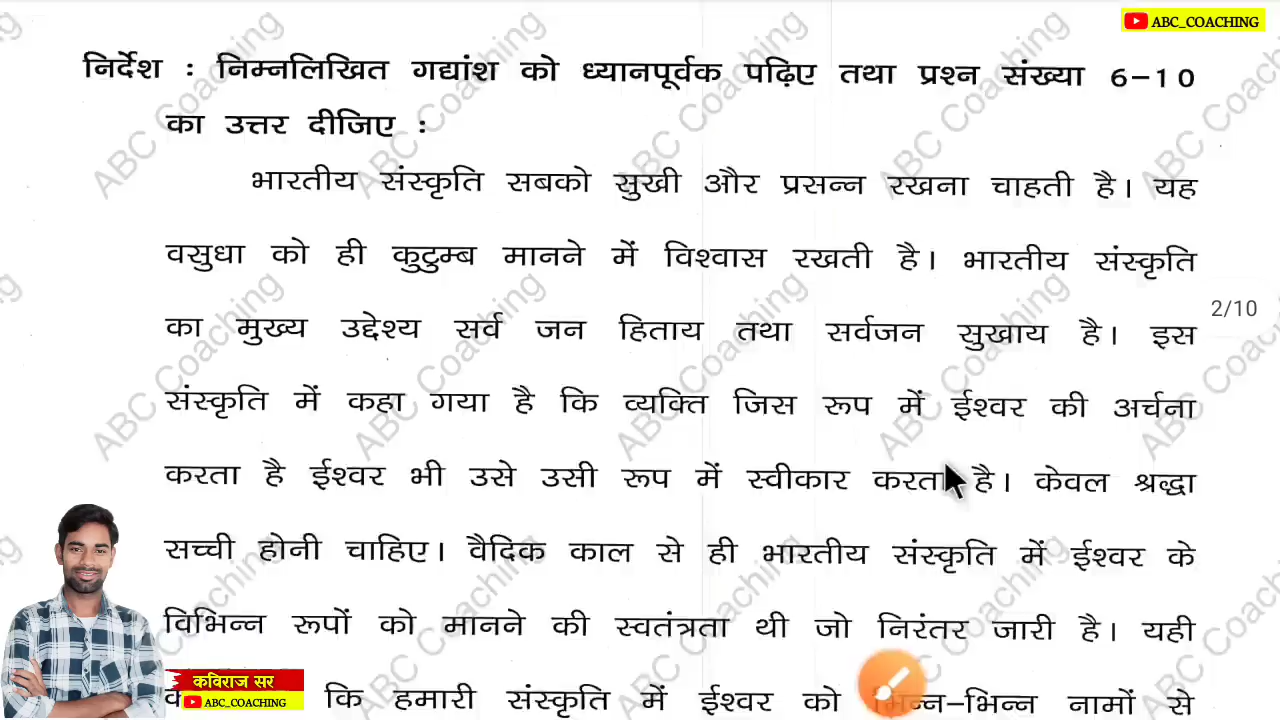 ABC_COACHING
निर्देश : निम्नलिखित गद्यांश को ध्यानपूर्वक पढ़िए तथा प्रश्न संख्या 6-10
का उत्तर दीजिए :
भारतीय संस्कृति सबको सुखी और प्रसन्न रखना चाहती है। यह
वसुधा को ही कुटुम्ब मानने में विश्वास रखती है। भारतीय संस्कृति
2/10
का मुख्य उद्देश्य सर्व जन हिताय तथा सर्वजन सुखाय है। इस
संस्कृति में कहा गया है कि व्यक्ति जिस रूप में ईश्वर की अर्चना
करता है ईश्वर भी उसे उसी रूप में स्वीकार करता है। केवल श्रद्धा
सच्ची होनी चाहिए। वैदिक काल से ही भारतीय संस्कृति में ईश्वर के
विभिन्न रूपों को मानने की स्वतंत्रता थी जो निरंतर जारी है। यही
कि हमारी संस्कृति में ईश्वर को भिन्न-भिन्न नामों से
कविराज सर
ABC_COACHING
ABC Coaching